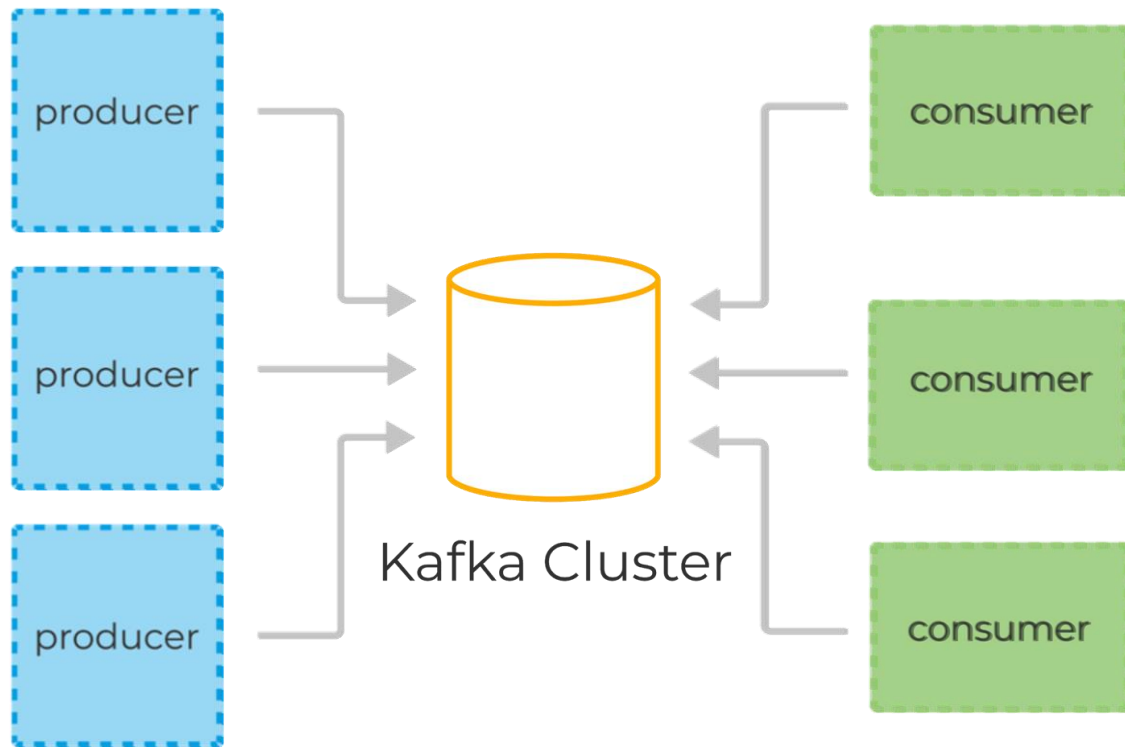 producer
producer
producer
Kafka Cluster
consumer
consumer
consumer